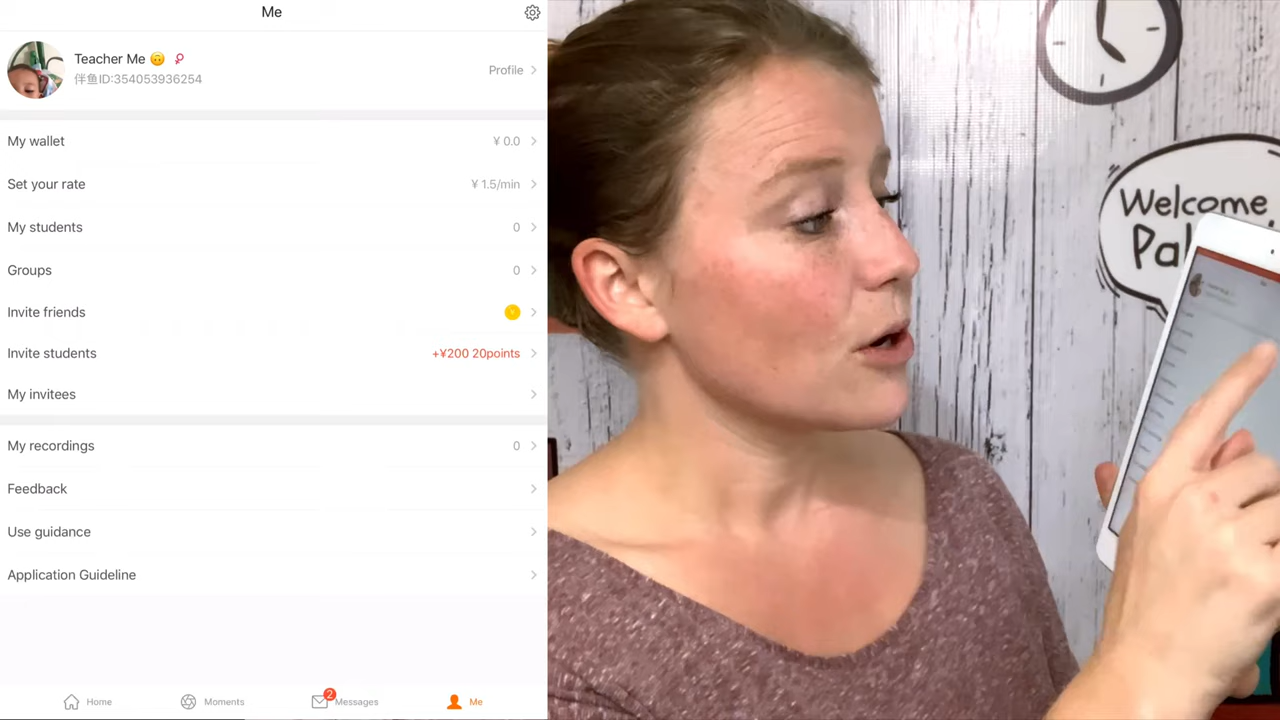 Me
Teacher Me
伴鱼ID:354053936254
Profile
My wallet
¥ 0.0
Set your rate
¥ 1.5/min
My students
0
Groups
0
Invite friends
Invite students
+¥200 20points
My invitees
My recordings
0
Feedback
Use guidance
Application Guideline
Home
Moments
2
Messages
Me
Welcome,